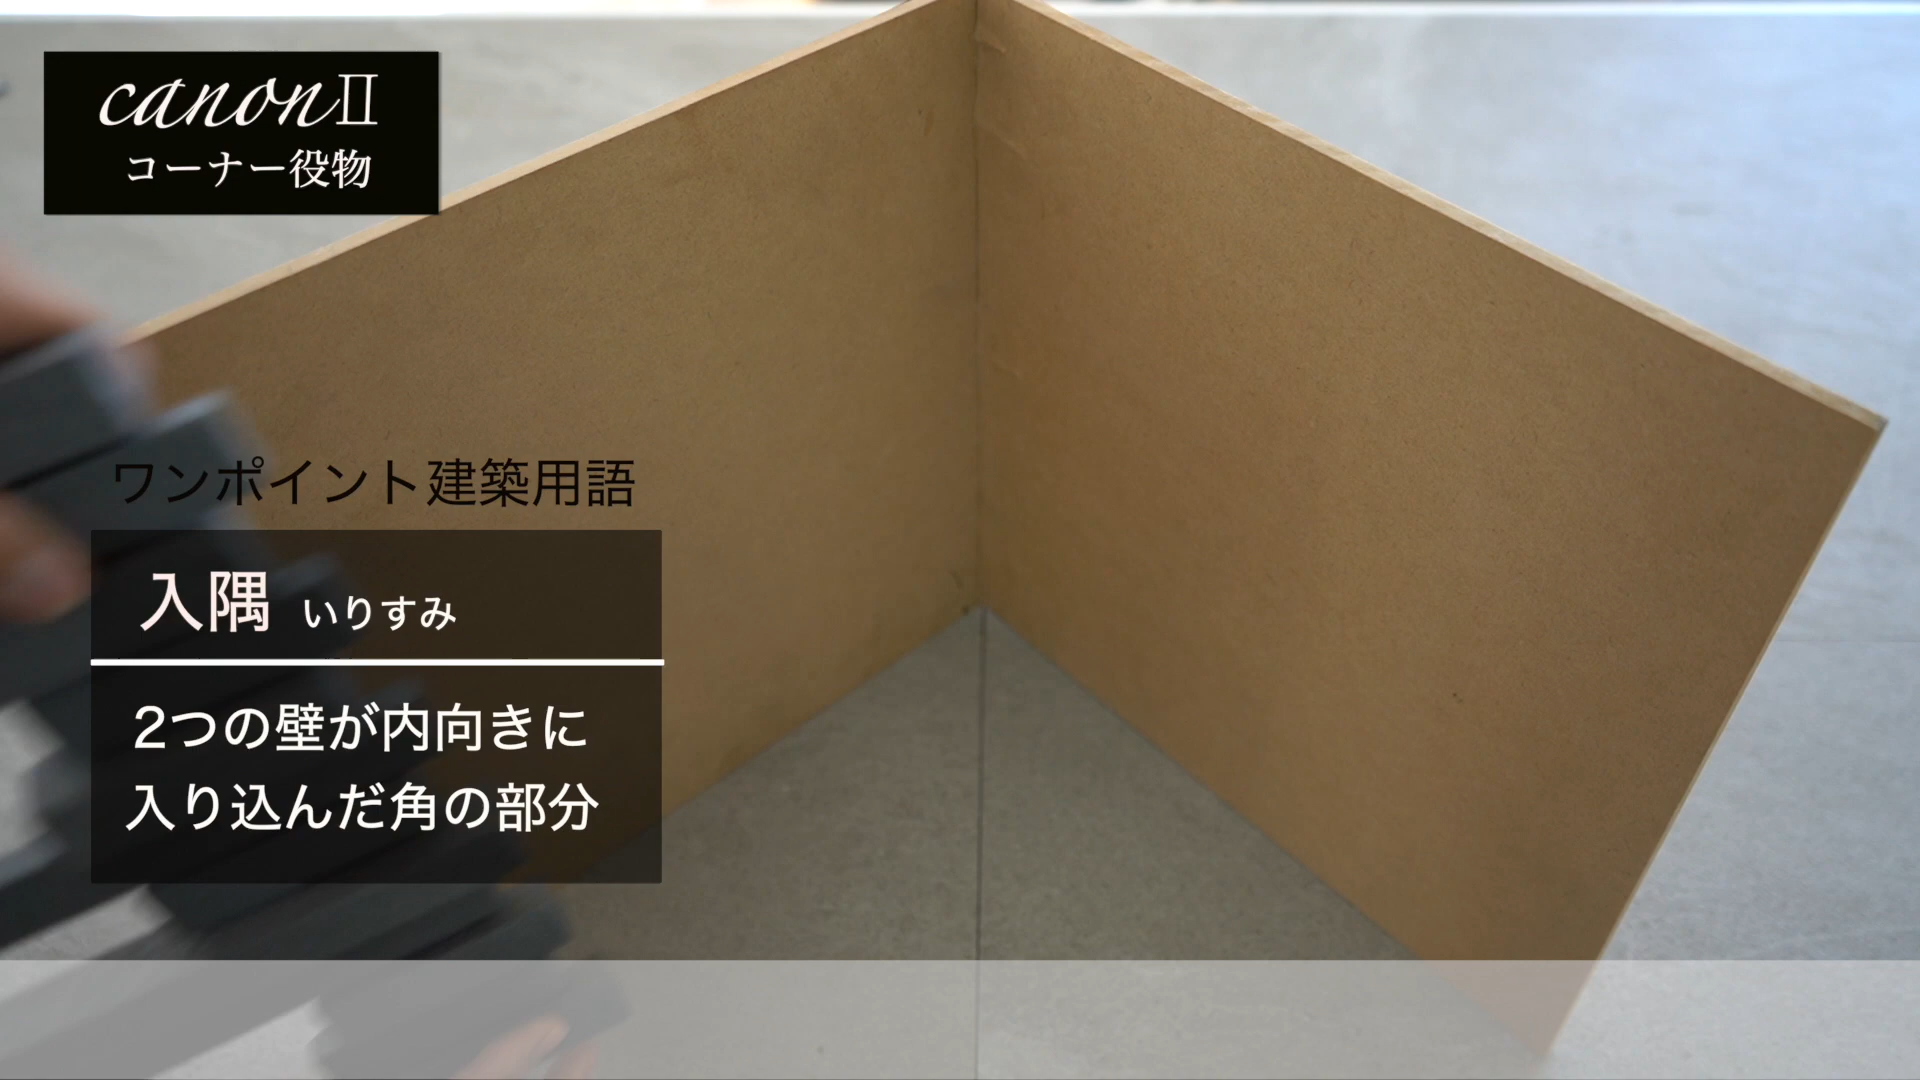 canonⅡ
コーナー役物
ワンポイント建築用語
入隅 いりすみ
2つの壁が内向きに
入り込んだ角の部分